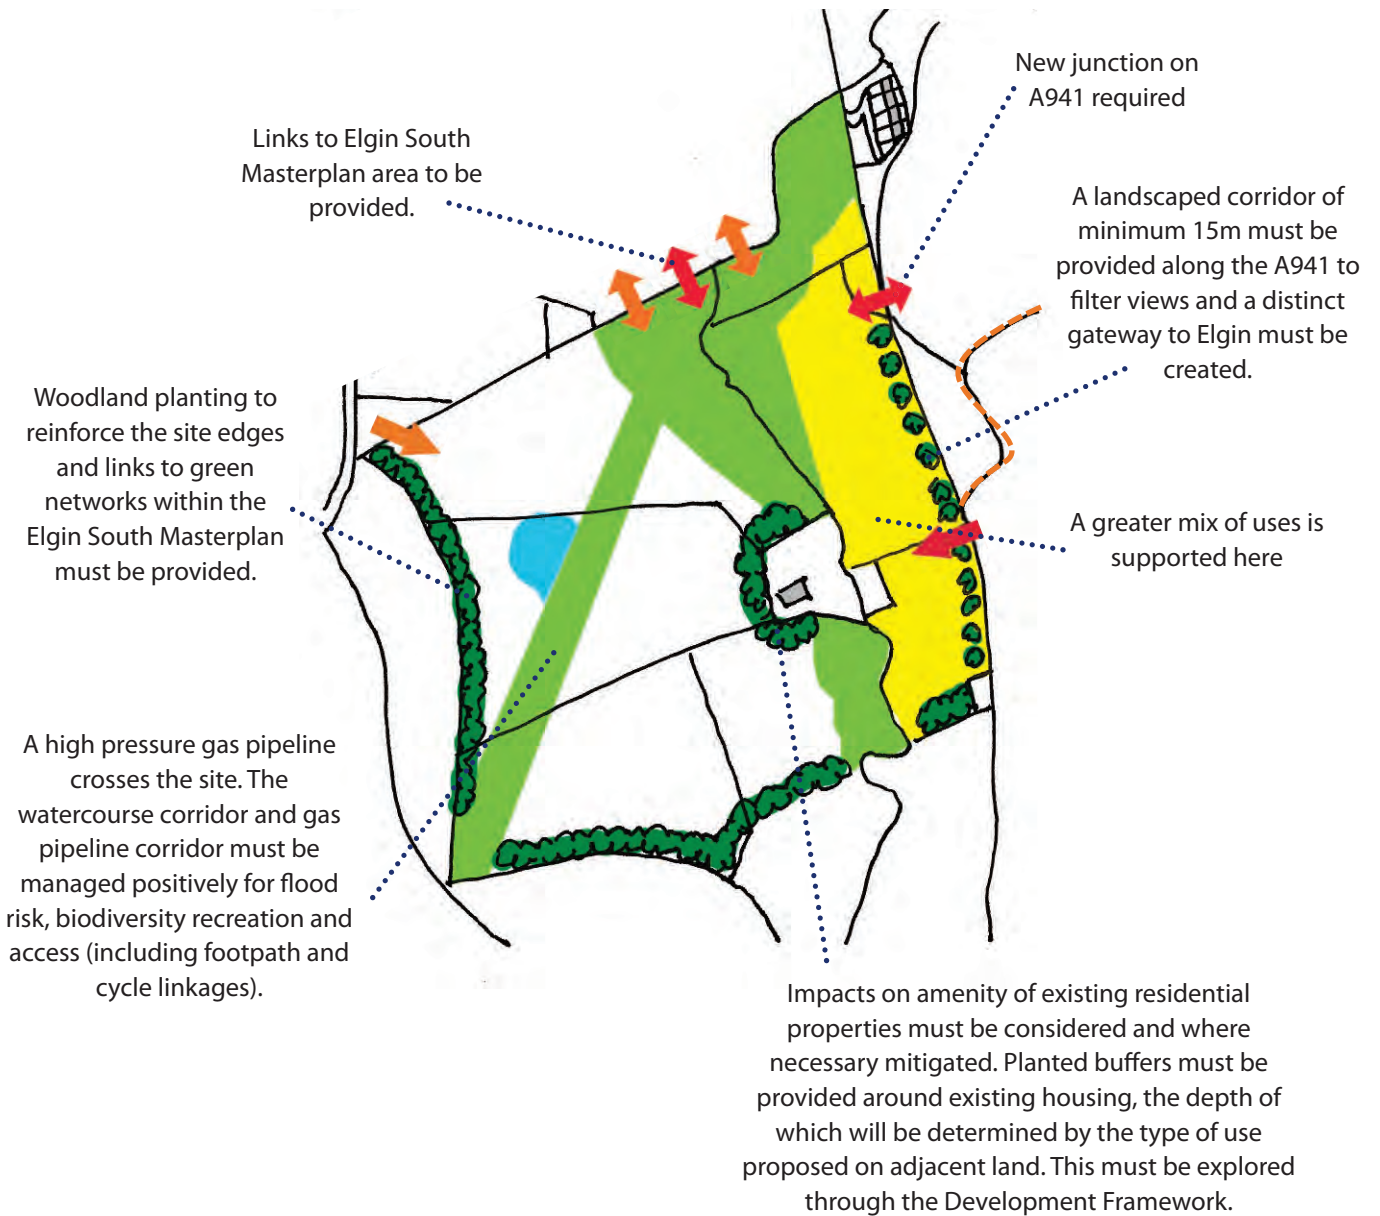 New junction on
A941 required
Links to Elgin South
Masterplan area to be
provided.
A landscaped corridor of
minimum 15m must be
provided along the A941 to
filter views and a distinct
gateway to Elgin must be
created.
Woodland planting to
reinforce the site edges
and links to green
networks within the
Elgin South Masterplan
must be provided.
A greater mix of uses is
supported here
A high pressure gas pipeline
crosses the site. The
watercourse corridor and gas
pipeline corridor must be
managed positively for flood
risk, biodiversity recreation and
access (including footpath and
cycle linkages).
Impacts on amenity of existing residential
properties must be considered and where
necessary mitigated. Planted buffers must be
provided around existing housing, the depth of
which will be determined by the type of use
proposed on adjacent land. This must be explored
through the Development Framework.